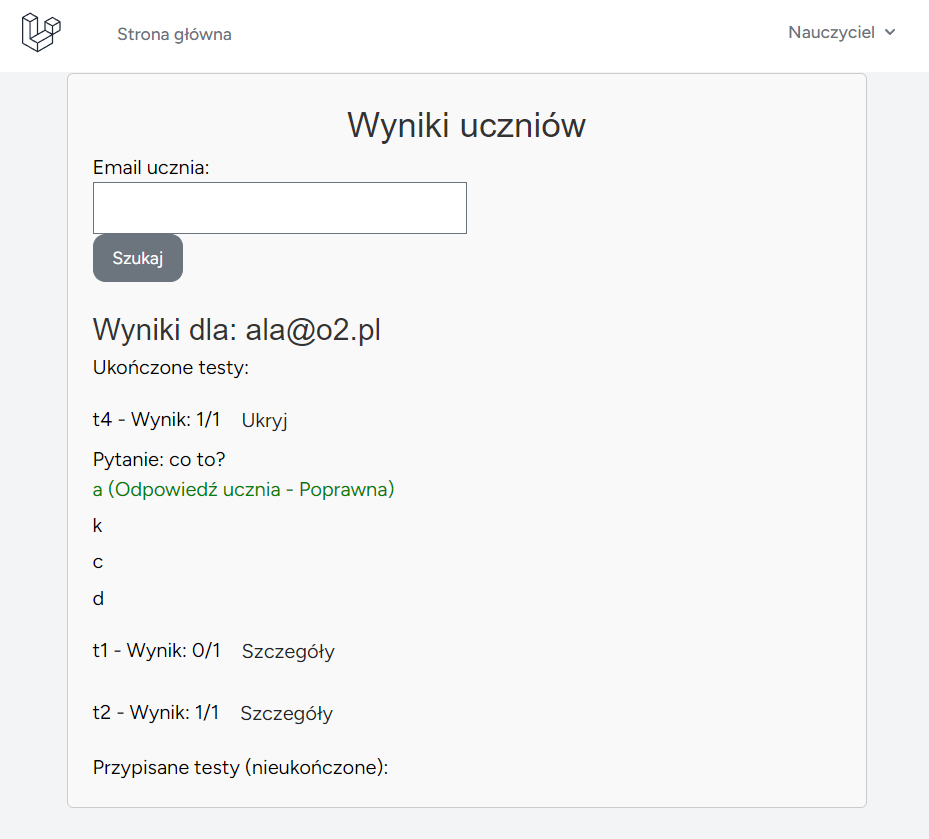 Strona główna
Nauczyciel
Wyniki uczniów
Email ucznia:
Szukaj
Wyniki dla: ala@o2.pl
Ukończone testy:
t4 - Wynik: 1/1 Ukryj
Pytanie: co to?
a (Odpowiedź ucznia - Poprawna)
k
c
d
t1 - Wynik: 0/1 Szczegóły
t2 - Wynik: 1/1 Szczegóły
Przypisane testy (nieukończone):